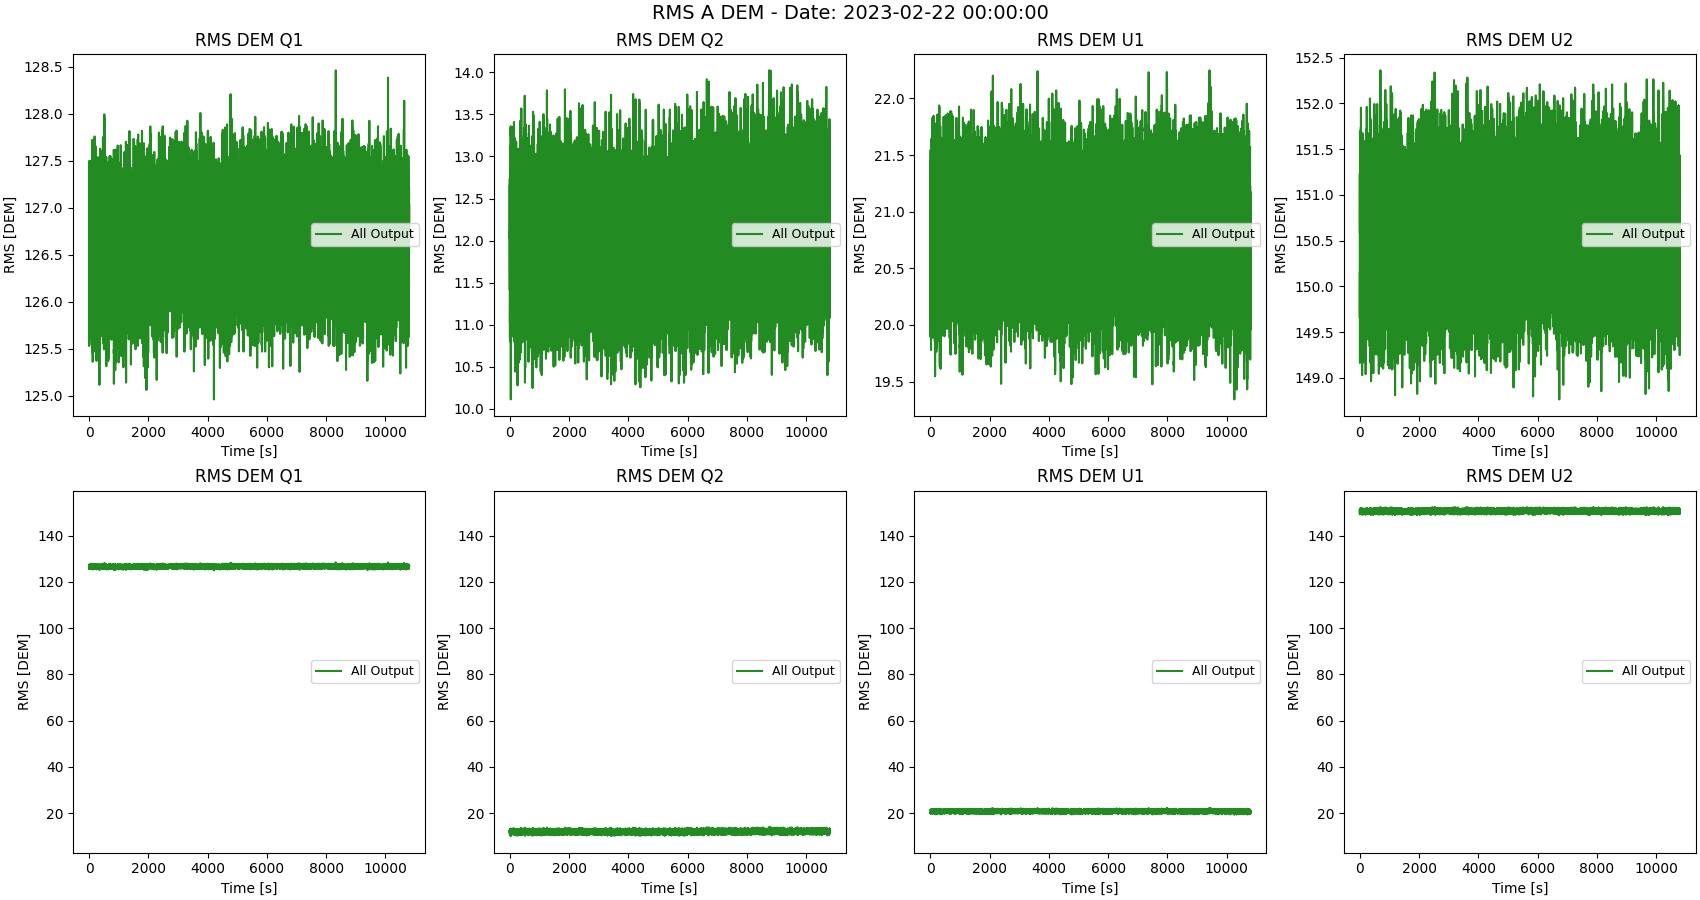 RMS A DEM - Date: 2023-02-22 00:00:00
RMS DEM Q1
RMS [DEM]
128.5
128.0
127.5
127.0
126.5
126.0
125.5
125.0
All Output
0 2000 4000 6000 8000 10000
Time [s]
RMS DEM Q2
RMS [DEM]
14.0
13.5
13.0
12.5
12.0
11.5
11.0
10.5
10.0
All Output
0 2000 4000 6000 8000 10000
Time [s]
RMS DEM U1
RMS [DEM]
22.0
21.5
21.0
20.5
20.0
19.5
All Output
0 2000 4000 6000 8000 10000
Time [s]
RMS DEM U2
RMS [DEM]
152.5
152.0
151.5
151.0
150.5
150.0
149.5
149.0
All Output
0 2000 4000 6000 8000 10000
Time [s]
RMS DEM Q1
RMS [DEM]
140
120
100
80
60
40
20
All Output
0 2000 4000 6000 8000 10000
Time [s]
RMS DEM Q2
RMS [DEM]
140
120
100
80
60
40
20
All Output
0 2000 4000 6000 8000 10000
Time [s]
RMS DEM U1
RMS [DEM]
140
120
100
80
60
40
20
All Output
0 2000 4000 6000 8000 10000
Time [s]
RMS DEM U2
RMS [DEM]
140
120
100
80
60
40
20
All Output
0 2000 4000 6000 8000 10000
Time [s]